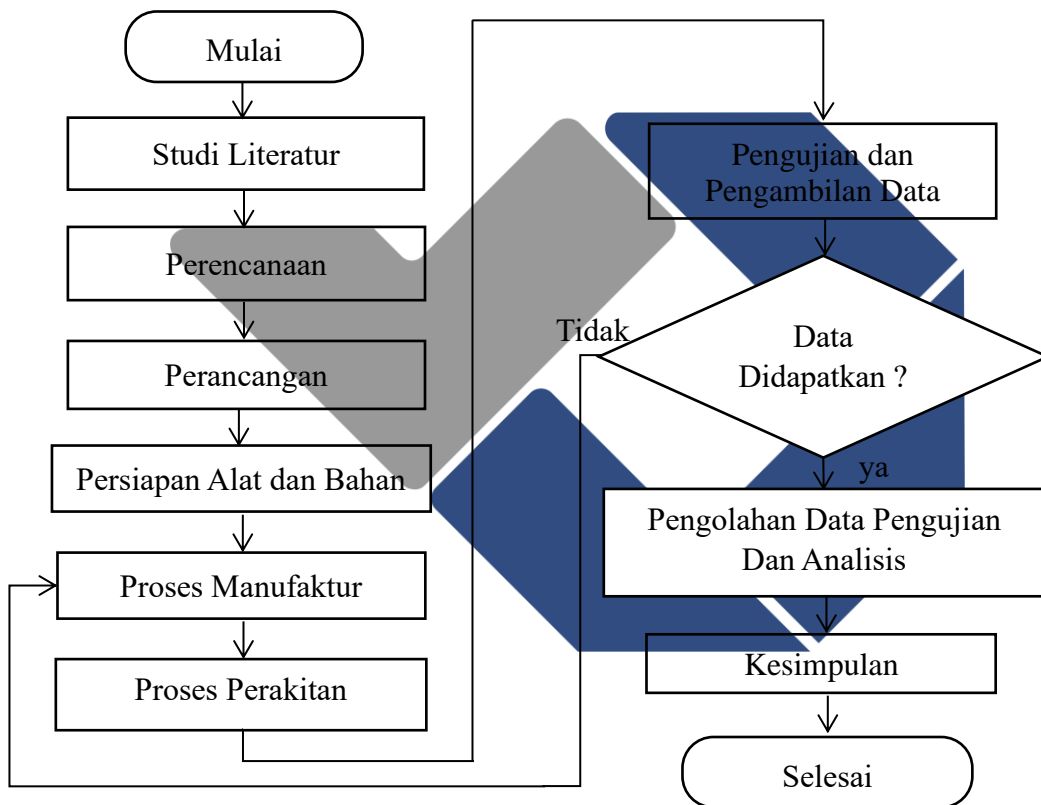 Mulai
Studi Literatur
Perencanaan
Perancangan
Persiapan Alat dan Bahan
Proses Manufaktur
Proses Perakitan
Pengujian dan
Pengambilan Data
Tidak
Data
Didapatkan ?
ya
Pengolahan Data Pengujian
Dan Analisis
Kesimpulan
Selesai